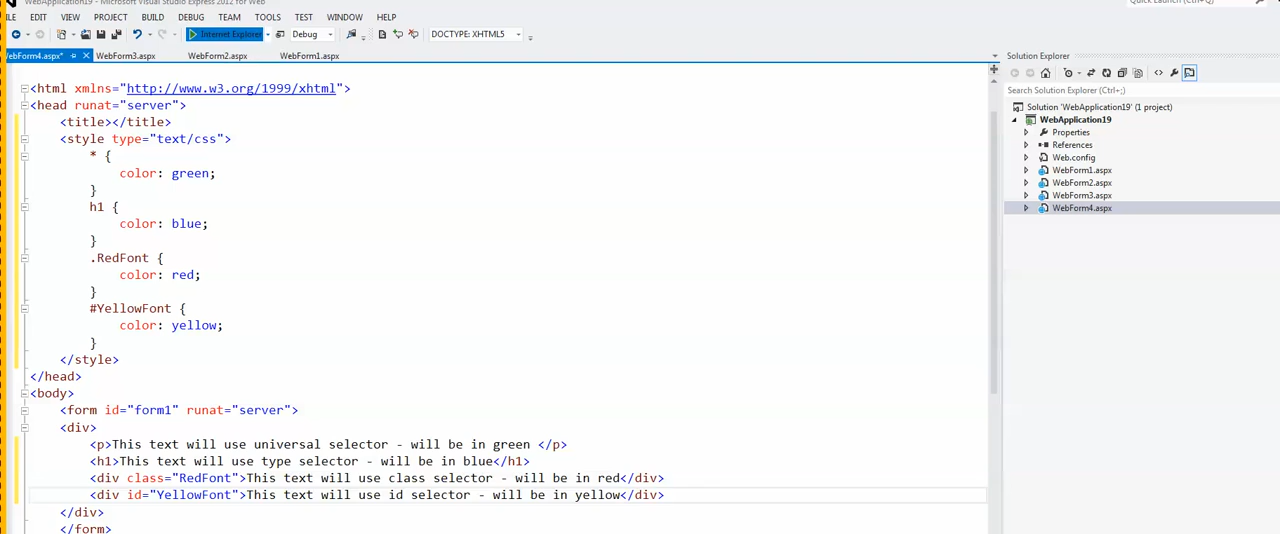 WebApplication19 - Microsoft Visual Studio Express 2012 for Web
Quick Launch (Ctrl+Q)
EDIT VIEW PROJECT BUILD DEBUG TEAM TOOLS TEST WINDOW HELP
Internet Explorer Debug DOCTYPE: XHTML5
WebForm4.aspx* WebForm3.aspx WebForm2.aspx WebForm1.aspx
<html xmlns="http://www.w3.org/1999/xhtml">
<head runat="server">
<title></title>
<style type="text/css">
* {
color: green;
}
h1 {
color: blue;
}
.RedFont {
color: red;
}
#YellowFont {
color: yellow;
}
</style>
</head>
<body>
<form id="form1" runat="server">
<div>
<p>This text will use universal selector - will be in green </p>
<h1>This text will use type selector - will be in blue</h1>
<div class="RedFont">This text will use class selector - will be in red</div>
<div id="YellowFont">This text will use id selector - will be in yellow</div>
</div>
</form>
Solution Explorer
Search Solution Explorer (Ctrl+;)
Solution 'WebApplication19' (1 project)
WebApplication19
Properties
References
Web.config
WebForm1.aspx
WebForm2.aspx
WebForm3.aspx
WebForm4.aspx